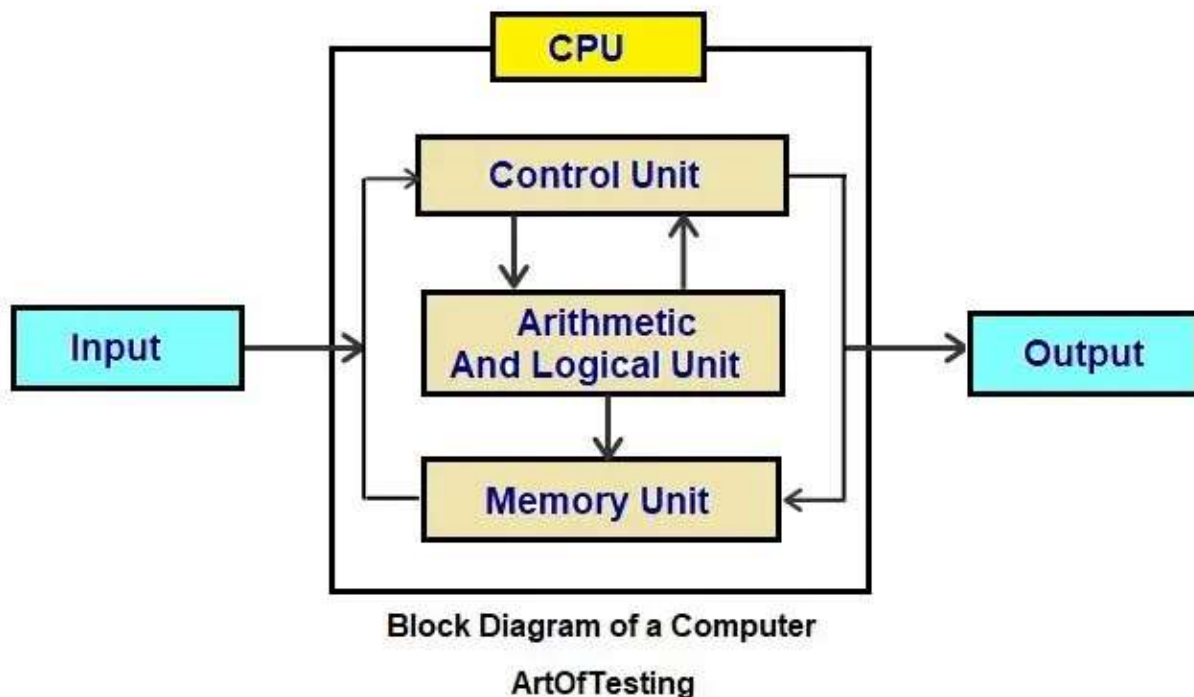 CPU
Control Unit
Arithmetic
And Logical Unit
Memory Unit
Input
Output
Block Diagram of a Computer
ArtOfTesting